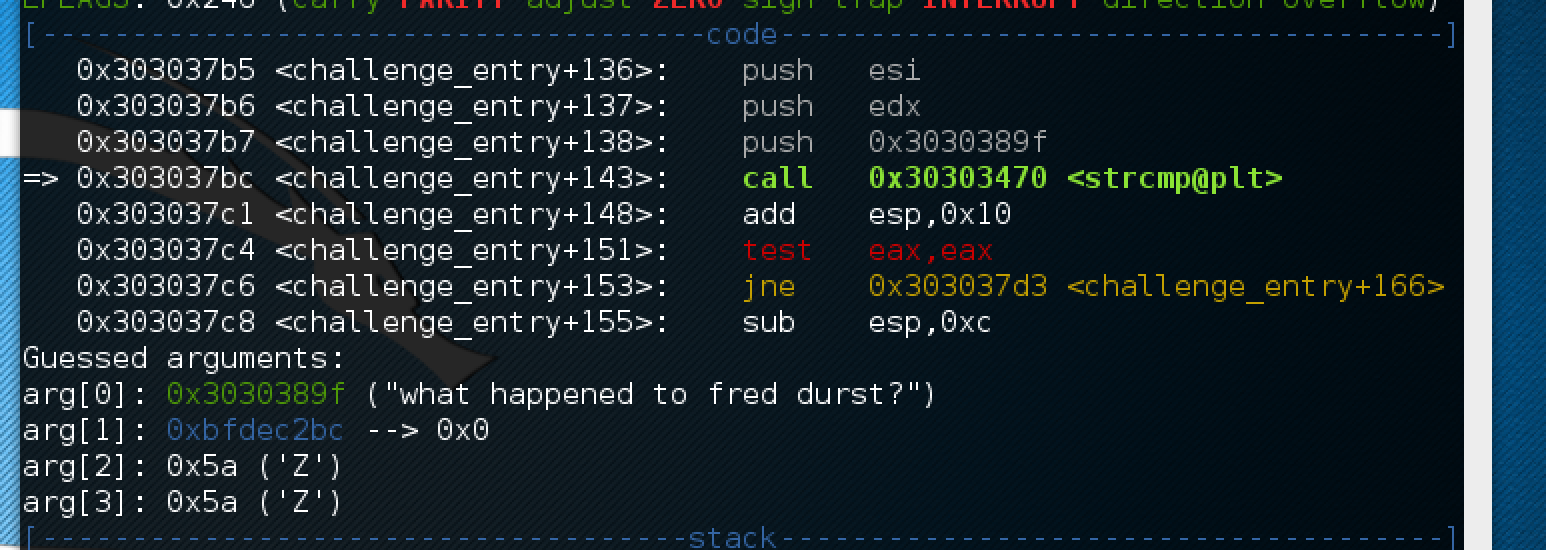 EFLAGS: 0x246 (carry PARITY adjust ZERO sign trap INTERRUPT direction overflow)
[-------------------------------------code-------------------------------------]
   0x303037b5 <challenge_entry+136>:    push   esi
   0x303037b6 <challenge_entry+137>:    push   edx
   0x303037b7 <challenge_entry+138>:    push   0x3030389f
=> 0x303037bc <challenge_entry+143>:    call   0x30303470 <strcmp@plt>
   0x303037c1 <challenge_entry+148>:    add    esp,0x10
   0x303037c4 <challenge_entry+151>:    test   eax,eax
   0x303037c6 <challenge_entry+153>:    jne    0x303037d3 <challenge_entry+166>
   0x303037c8 <challenge_entry+155>:    sub    esp,0xc
Guessed arguments:
arg[0]: 0x3030389f ("what happened to fred durst?")
arg[1]: 0xbfdec2bc --> 0x0
arg[2]: 0x5a ('Z')
arg[3]: 0x5a ('Z')
[------------------------------------stack-------------------------------------]